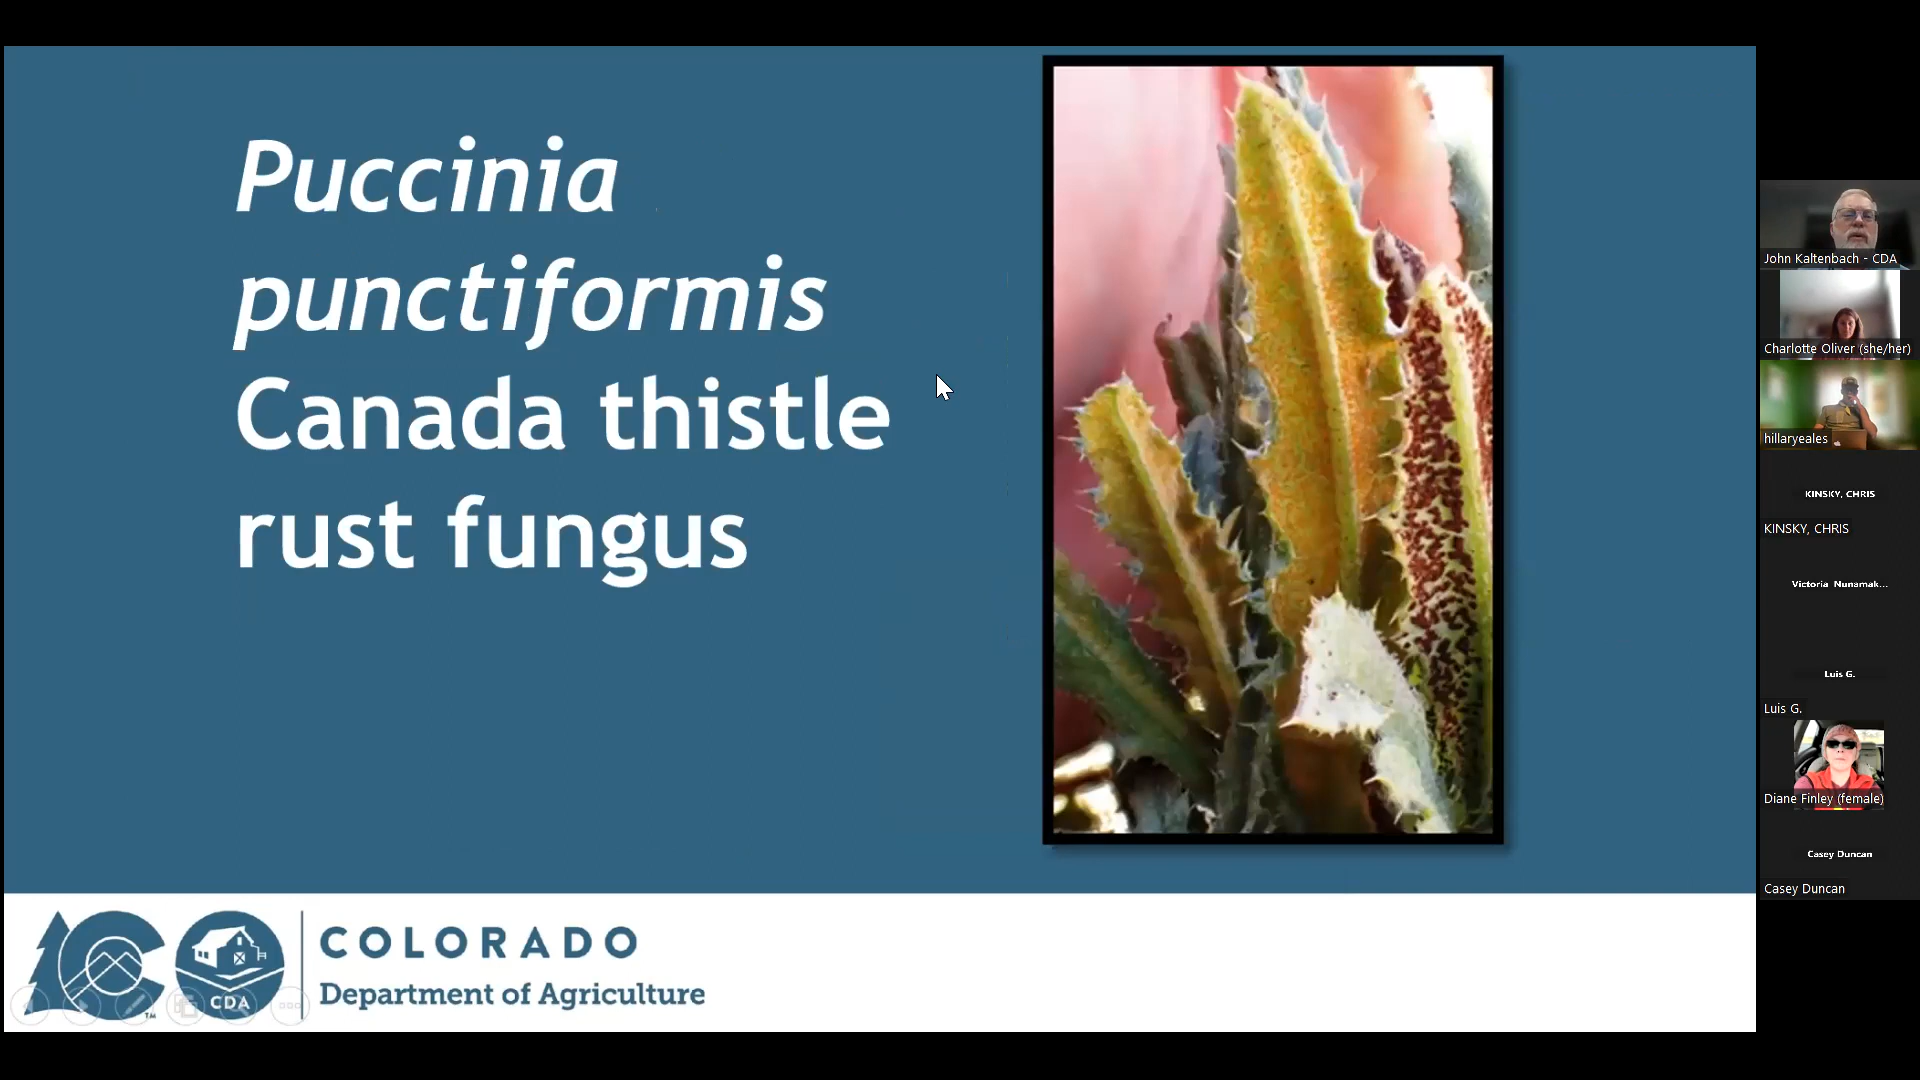 Puccinia
punctiformis
Canada thistle
rust fungus
COLORADO
Department of Agriculture
CDA
TM
John Kaltenbach - CDA
Charlotte Oliver (she/her)
hillaryeales
KINSKY, CHRIS
KINSKY, CHRIS
Victoria Nunamak...
Luis G.
Luis G.
Diane Finley (female)
Casey Duncan
Casey Duncan